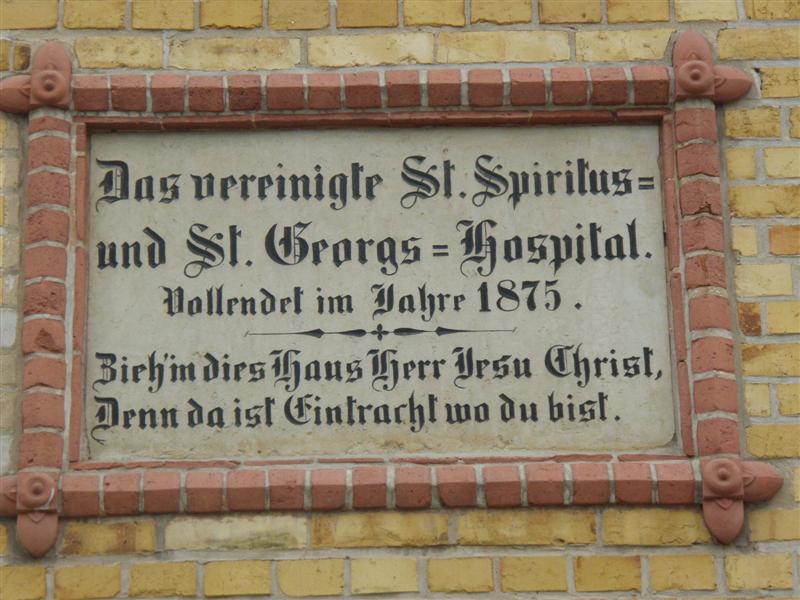 Das vereinigte St. Spiritus=
und St. Georgs=Hospital.
Vollendet im Jahre 1875.
Zieh' in dies Haus Herr Jesu Christ,
Denn da ist Eintracht wo du bist.